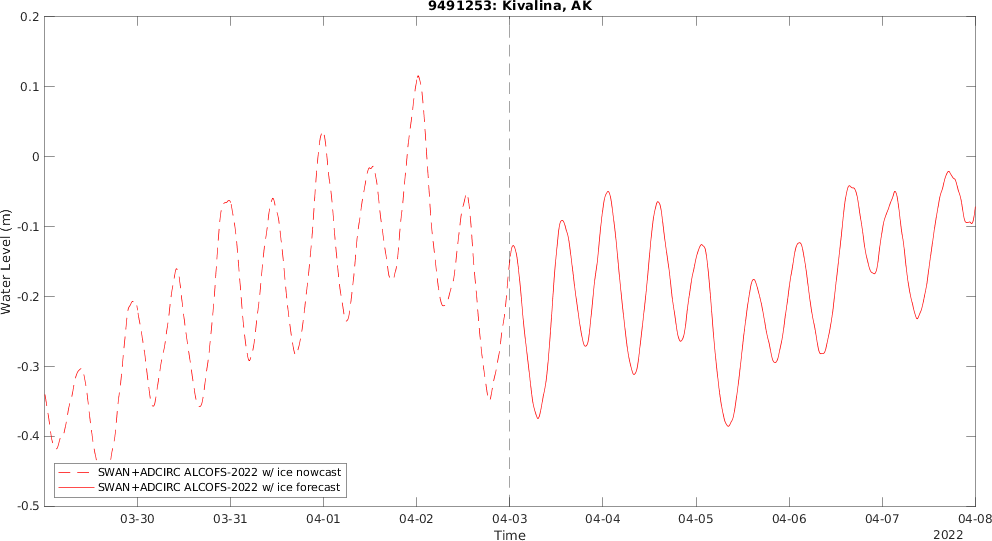 9491253: Kivalina, AK
0.2
0.1
0
-0.1
-0.2
-0.3
-0.4
-0.5
Water Level (m)
SWAN+ADCIRC ALCOFS-2022 w/ ice nowcast
SWAN+ADCIRC ALCOFS-2022 w/ ice forecast
03-30 03-31 04-01 04-02 04-03 04-04 04-05 04-06 04-07 04-08
Time
2022